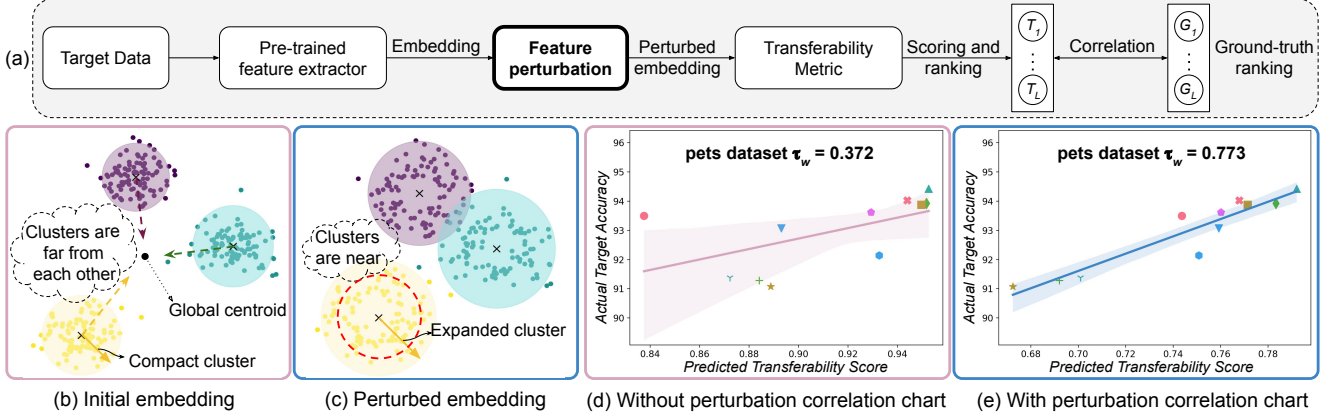 (a)
Target Data
Pre-trained
feature extractor
Embedding
Feature
perturbation
Perturbed
embedding
Transferability
Metric
Scoring and
ranking
T1
TL
Correlation
G1
GL
Ground-truth
ranking
Clusters are
far from
each other
Global centroid
Compact cluster
(b) Initial embedding
Clusters
are near
Expanded cluster
(c) Perturbed embedding
pets dataset τw = 0.372
Actual Target Accuracy
96
95
94
93
92
91
90
0.84 0.86 0.88 0.90 0.92 0.94
Predicted Transferability Score
(d) Without perturbation correlation chart
pets dataset τw = 0.773
Actual Target Accuracy
96
95
94
93
92
91
90
0.68 0.70 0.72 0.74 0.76 0.78
Predicted Transferability Score
(e) With perturbation correlation chart